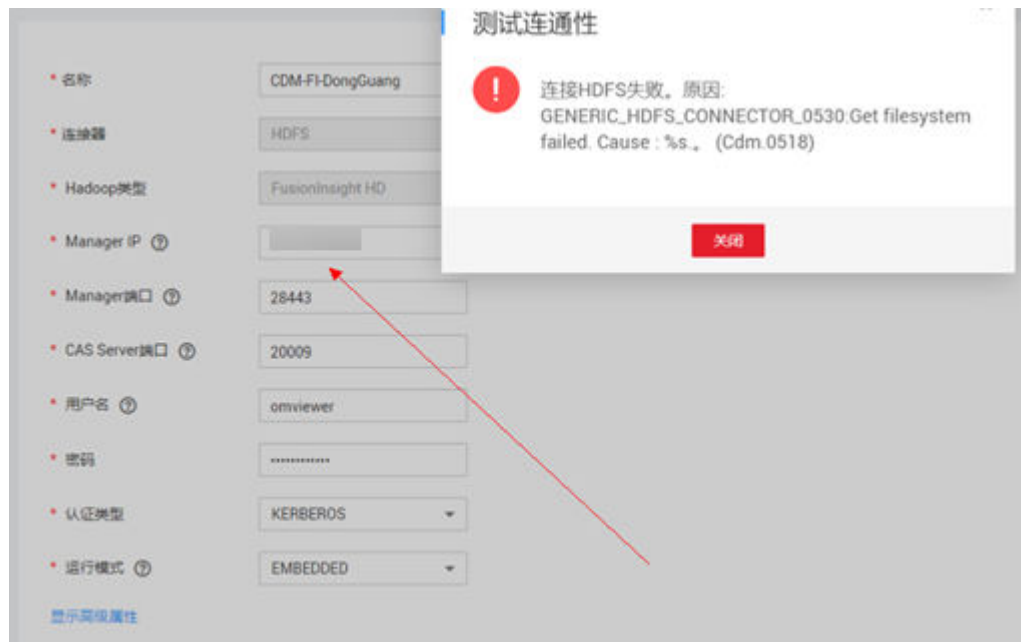 测试连通性
连接HDFS失败。原因:
GENERIC_HDFS_CONNECTOR_0530:Get filesystem
failed. Cause : %s.。 (Cdm.0518)
关闭
* 名称 CDM-FI-DongGuang
* 连接器 HDFS
* Hadoop类型 FusionInsight HD
* Manager IP ?
* Manager端口 ? 28443
* CAS Server端口 ? 20009
* 用户名 ? omviewer
* 密码 ••••••••••••
* 认证类型 KERBEROS
* 运行模式 ? EMBEDDED
显示高级属性